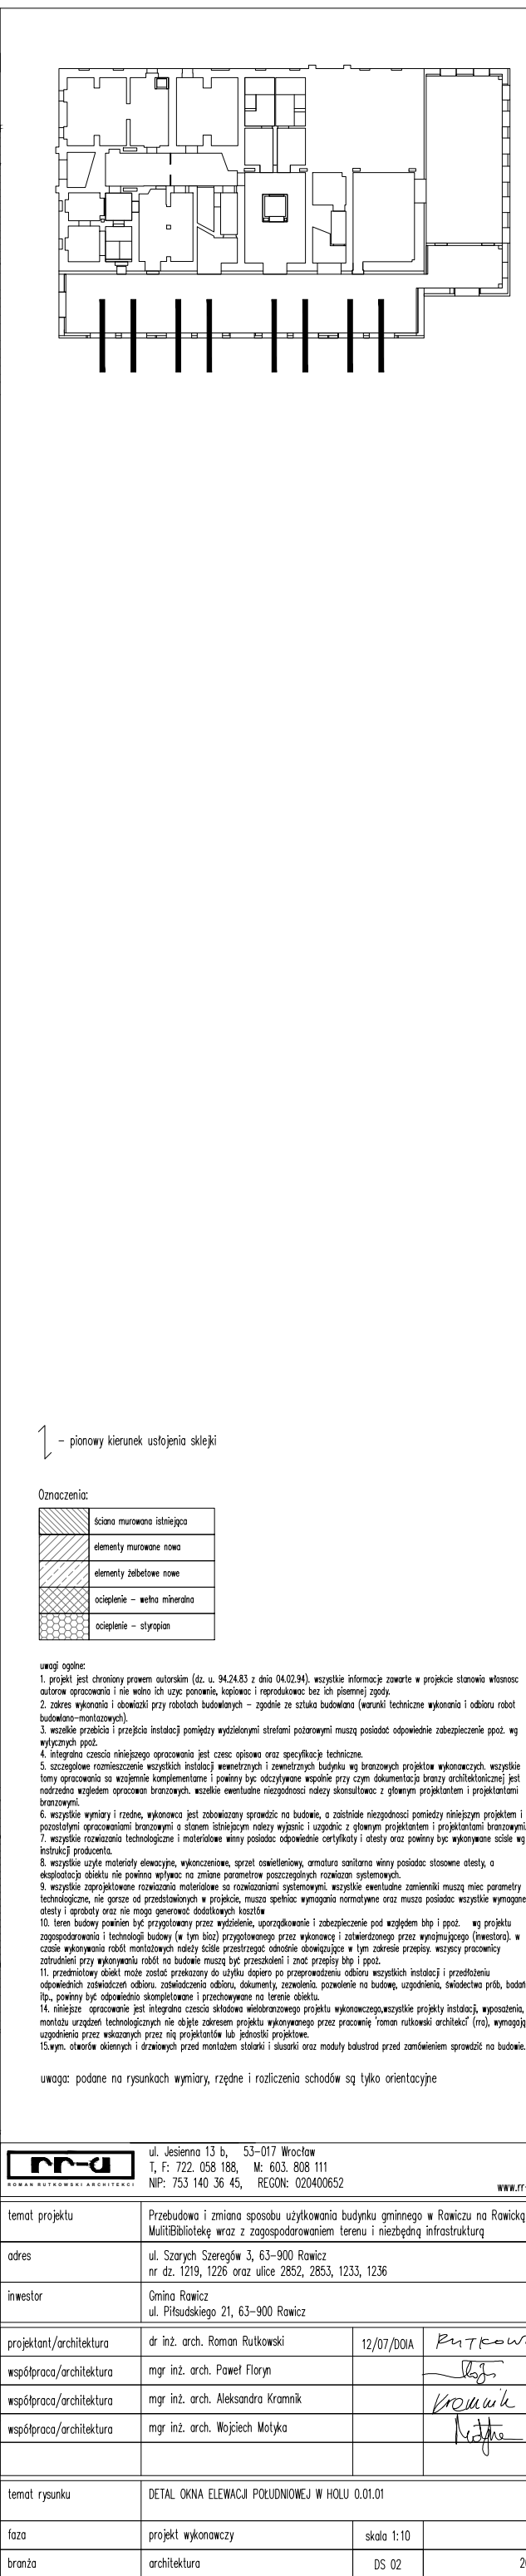 – pionowy kierunek usłojenia sklejki
Oznaczenia:
ściana murowana istniejąca
elementy murowane nowa
elementy żelbetowe nowe
ocieplenie – wełna mineralna
ocieplenie – styropian
uwagi ogolne:
1. projekt jest chroniony prawem autorskim (dz. u. 94.24.83 z dnia 04.02.94). wszystkie informacje zawarte w projekcie stanowia własnosc
autorow opracowania i nie wolno ich uzyc ponownie, kopiowac i reprodukowac bez ich pisemnej zgody.
2. zakres wykonania i obowiazki przy robotach budowlanych – zgodnie ze sztuka budowlana (warunki techniczne wykonania i odbioru robot
budowlano-montazowych).
3. wszelkie przebicia i przejścia instalacji pomiędzy wydzielonymi strefami pożarowymi muszą posiadać odpowiednie zabezpieczenie ppoż. wg
wytycznych ppoż.
4. integralna czescia niniejszego opracowania jest czesc opisowa oraz specyfikacje techniczne.
5. szczegolowe rozmieszczenie wszystkich instalacji wewnetrznych i zewnetrznych budynku wg branzowych projektow wykonawczych. wszystkie
tomy opracowania sa wzajemnie komplementarne i powinny byc odczytywane wspolnie przy czym dokumentacja branzy architektonicznej jest
nadrzedna wzgledem opracowan branzowych. wszelkie ewentualne niezgodnosci nalezy skonsultowac z głownym projektantem i projektantami
branzowymi.
6. wszystkie wymiary i rzedne, wykonawca jest zobowiazany sprawdzic na budowie, a zaistniałe niezgodnosci pomiedzy niniejszym projektem i
pozostałymi opracowaniami branzowymi a stanem istniejacym nalezy wyjasnic i uzgodnic z głownym projektantem i projektantami branzowymi.
7. wszystkie rozwiazania technologiczne i materialowe winny posiadac odpowiednie certyfikaty i atesty oraz powinny byc wykonywane scisle wg
instrukcji producenta.
8. wszystkie uzyte materiały elewacyjne, wykonczeniowe, sprzet oswietleniowy, armatura sanitarna winny posiadac stosowne atesty, a
eksploatacja obiektu nie powinna wpływac na zmiane parametrow poszczegolnych rozwiazan systemowych.
9. wszystkie zaprojektowane rozwiazania materialowe sa rozwiazaniami systemowymi. wszystkie ewentualne zamienniki muszą miec parametry
technologiczne, nie gorsze od przedstawionych w projekcie, musza spełniac wymagania normatywne oraz musza posiadac wszystkie wymagane
atesty i aprobaty oraz nie moga generować dodatkowych kosztów
10. teren budowy powinien być przygotowany przez wydzielenie, uporządkowanie i zabezpieczenie pod względem bhp i ppoż. wg projektu
zagospodarowania i technologii budowy (w tym bioz) przygotowanego przez wykonawcę i zatwierdzonego przez wynajmującego (inwestora). w
czasie wykonywania robót montażowych należy ściśle przestrzegać odnośnie obowiązujące w tym zakresie przepisy. wszyscy pracownicy
zatrudnieni przy wykonywaniu robót na budowie muszą być przeszkoleni i znać przepisy bhp i ppoż.
11. przedmiotowy obiekt może zostać przekazany do użytku dopiero po przeprowadzeniu odbioru wszystkich instalacji i przedłożeniu
odpowiednich zaświadczeń odbioru. zaświadczenia odbioru, dokumenty, zezwolenia. pozwolenie na budowę, uzgodnienia, świadectwa prób, badań
itp., powinny być odpowiednio skompletowane i przechowywane na terenie obiektu.
14. niniejsze opracowanie jest integralna czescia składowa wielobranzowego projektu wykonawczego,wszystkie projekty instalacji, wyposażenia,
montażu urządzeń technologicznych nie objęte zakresem projektu wykonywanego przez pracownię "roman rutkowski architekci" (rra), wymagają
uzgodnienia przez wskazanych przez nią projektantów lub jednostki projektowe.
15.wym. otworów okiennych i drzwiowych przed montażem stolarki i slusarki oraz moduły balustrad przed zamówieniem sprawdzić na budowie.
uwaga: podane na rysunkach wymiary, rzędne i rozliczenia schodów są tylko orientacyjne
rr-a
ROMAN RUTKOWSKI ARCHITEKCI
ul. Jesienna 13 b, 53-017 Wrocław
T, F: 722. 058 188, M: 603. 808 111
NIP: 753 140 36 45, REGON: 020400652
www.rr-
temat projektu
Przebudowa i zmiana sposobu użytkowania budynku gminnego w Rawiczu na Rawicką
MulitiBibliotekę wraz z zagospodarowaniem terenu i niezbędną infrastrukturą
adres
ul. Szarych Szeregów 3, 63-900 Rawicz
nr dz. 1219, 1226 oraz ulice 2852, 2853, 1233, 1236
inwestor
Gmina Rawicz
ul. Piłsudskiego 21, 63-900 Rawicz
projektant/architektura dr inż. arch. Roman Rutkowski 12/07/DOIA
współpraca/architektura mgr inż. arch. Paweł Floryn
współpraca/architektura mgr inż. arch. Aleksandra Kramnik Kramnik
współpraca/architektura mgr inż. arch. Wojciech Motyka
temat rysunku DETAL OKNA ELEWACJI POŁUDNIOWEJ W HOLU 0.01.01
faza projekt wykonawczy skala 1:10
branża architektura DS 02